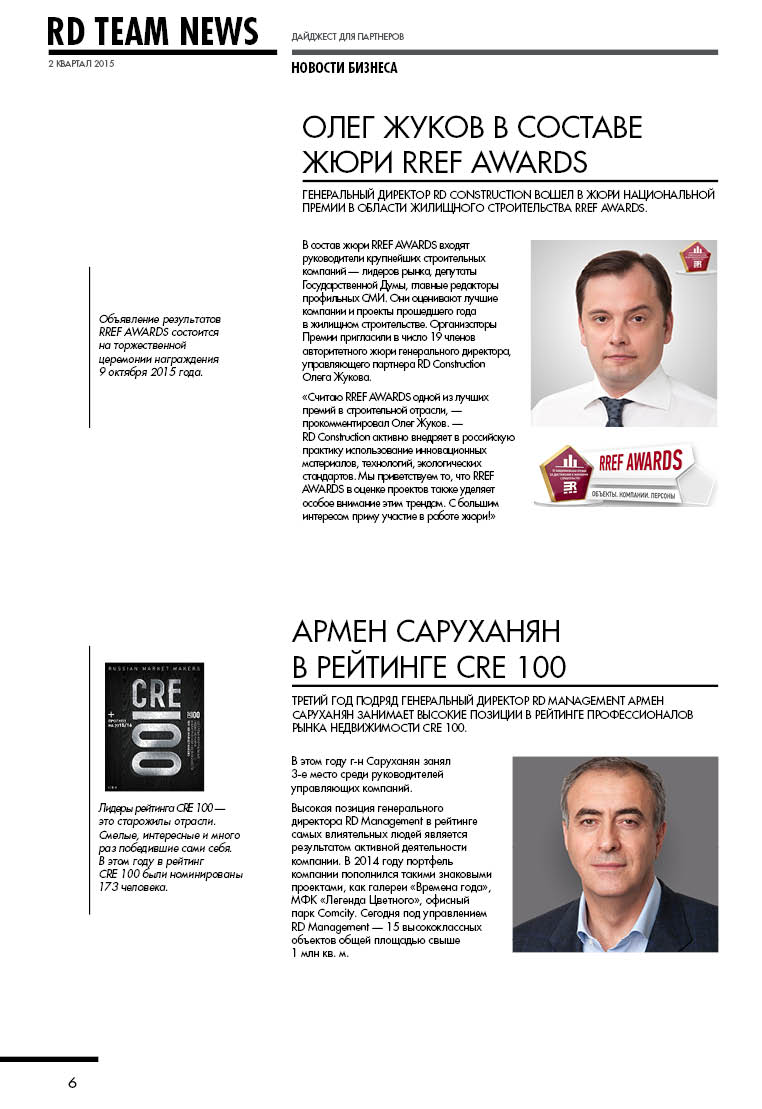 RD TEAM NEWS
ДАЙДЖЕСТ ДЛЯ ПАРТНЕРОВ
2 КВАРТАЛ 2015
НОВОСТИ БИЗНЕСА
ОЛЕГ ЖУКОВ В СОСТАВЕ
ЖЮРИ RREF AWARDS
ГЕНЕРАЛЬНЫЙ ДИРЕКТОР RD CONSTRUCTION ВОШЕЛ В ЖЮРИ НАЦИОНАЛЬНОЙ
ПРЕМИИ В ОБЛАСТИ ЖИЛИЩНОГО СТРОИТЕЛЬСТВА RREF AWARDS.
Объявление результатов
RREF AWARDS состоится
на торжественной
церемонии награждения
9 октября 2015 года.
В состав жюри RREF AWARDS входят
руководители крупнейших строительных
компаний — лидеров рынка, депутаты
Государственной Думы, главные редакторы
профильных СМИ. Они оценивают лучшие
компании и проекты прошедшего года
в жилищном строительстве. Организаторы
Премии пригласили в число 19 членов
авторитетного жюри генерального директора,
управляющего партнера RD Construction
Олега Жукова.
«Считаю RREF AWARDS одной из лучших
премий в строительной отрасли, —
прокомментировал Олег Жуков. —
RD Construction активно внедряет в российскую
практику использование инновационных
материалов, технологий, экологических
стандартов. Мы приветствуем то, что RREF
AWARDS в оценке проектов также уделяет
особое внимание этим трендам. С большим
интересом приму участие в работе жюри!»
RREF AWARDS
ОБЪЕКТЫ. КОМПАНИИ. ПЕРСОНЫ
АРМЕН САРУХАНЯН
В РЕЙТИНГЕ CRE 100
ТРЕТИЙ ГОД ПОДРЯД ГЕНЕРАЛЬНЫЙ ДИРЕКТОР RD MANAGEMENT АРМЕН
САРУХАНЯН ЗАНИМАЕТ ВЫСОКИЕ ПОЗИЦИИ В РЕЙТИНГЕ ПРОФЕССИОНАЛОВ
РЫНКА НЕДВИЖИМОСТИ CRE 100.
RUSSIAN MARKET MAKERS
CRE
100
+
ПРОГНОЗ
НА 2015/16
Лидеры рейтинга CRE 100 —
это старожилы отрасли.
Смелые, интересные и много
раз победившие сами себя.
В этом году в рейтинг
CRE 100 были номинированы
173 человека.
В этом году г-н Саруханян занял
3-е место среди руководителей
управляющих компаний.
Высокая позиция генерального
директора RD Management в рейтинге
самых влиятельных людей является
результатом активной деятельности
компании. В 2014 году портфель
компании пополнился такими знаковыми
проектами, как галереи «Времена года»,
МФК «Легенда Цветного», офисный
парк Comcity. Сегодня под управлением
RD Management — 15 высококлассных
объектов общей площадью свыше
1 млн кв. м.
6